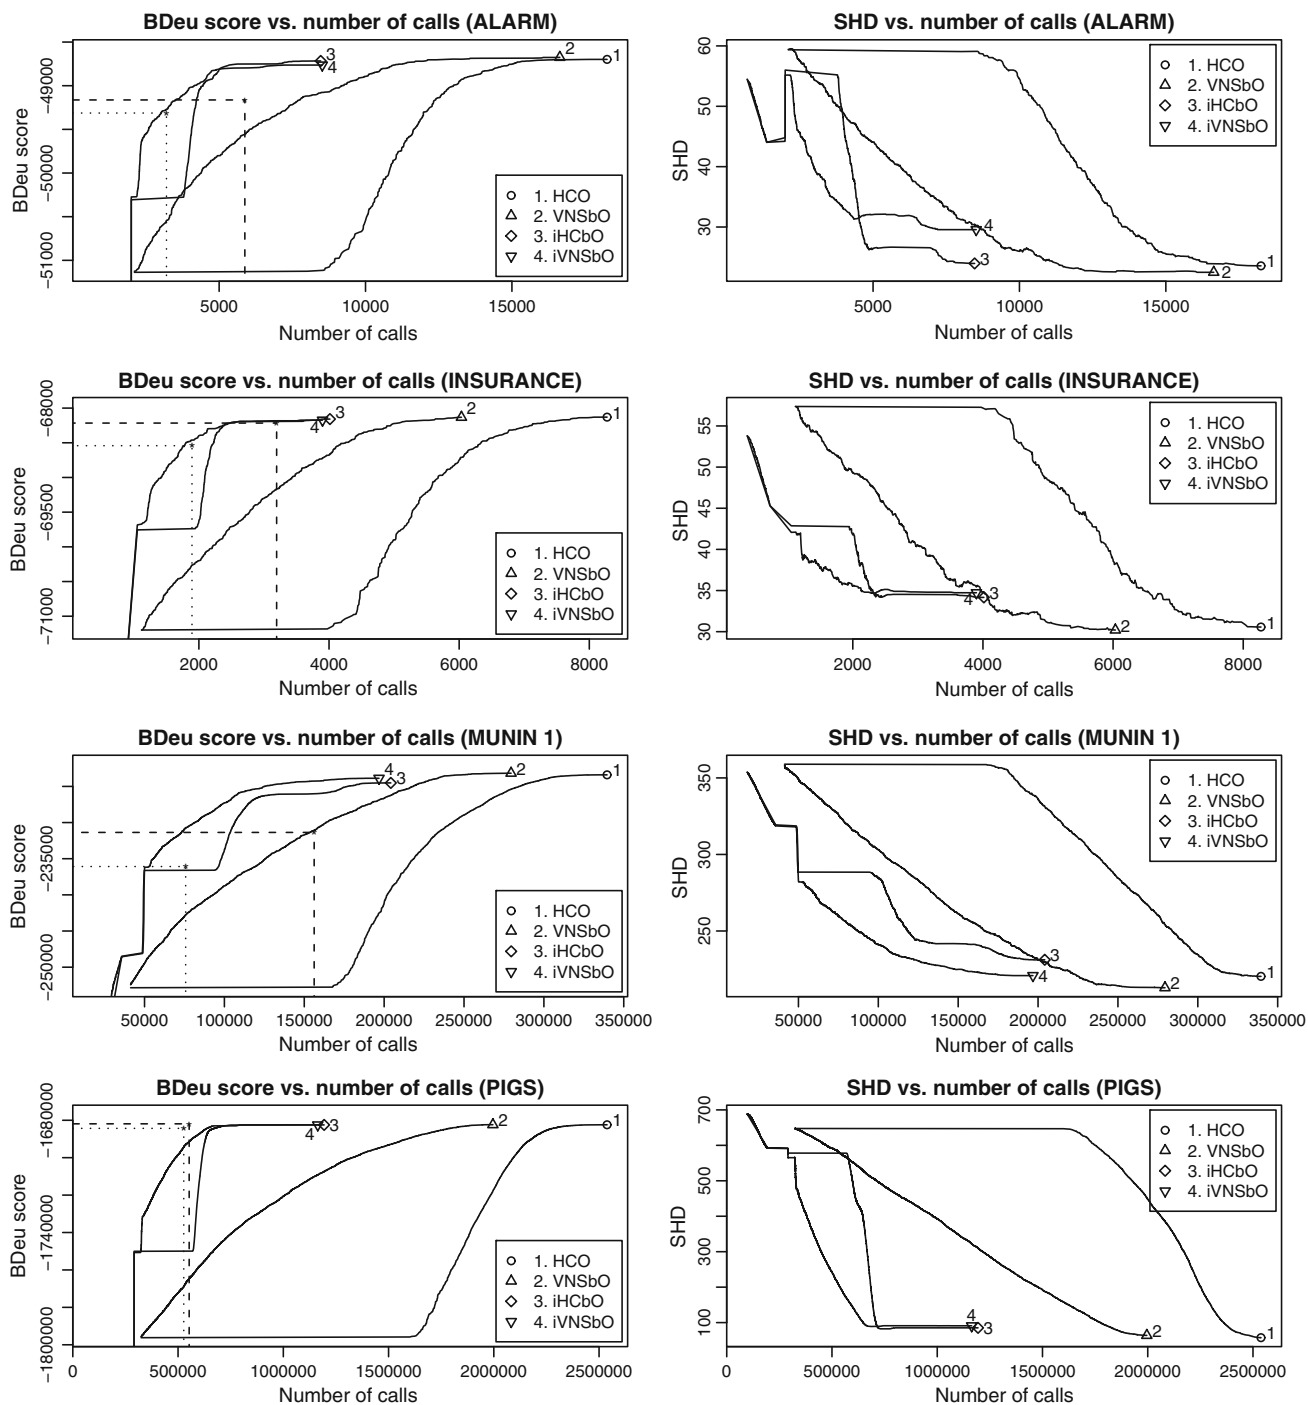 BDeu score vs. number of calls (ALARM)
BDeu score
−49000
−50000
−51000
5000
10000
15000
Number of calls
1
2
3
4
1. HCO
2. VNSbO
3. iHCbO
4. iVNSbO
SHD vs. number of calls (ALARM)
SHD
60
50
40
30
5000
10000
15000
Number of calls
1
2
3
4
1. HCO
2. VNSbO
3. iHCbO
4. iVNSbO
BDeu score vs. number of calls (INSURANCE)
BDeu score
−68000
−69500
−71000
2000
4000
6000
8000
Number of calls
1
2
3
4
1. HCO
2. VNSbO
3. iHCbO
4. iVNSbO
SHD vs. number of calls (INSURANCE)
SHD
55
50
45
40
35
30
2000
4000
6000
8000
Number of calls
1
2
3
4
1. HCO
2. VNSbO
3. iHCbO
4. iVNSbO
BDeu score vs. number of calls (MUNIN 1)
BDeu score
−235000
−250000
50000
100000
150000
200000
250000
300000
350000
Number of calls
1
2
3
4
1. HCO
2. VNSbO
3. iHCbO
4. iVNSbO
SHD vs. number of calls (MUNIN 1)
SHD
350
300
250
50000
100000
150000
200000
250000
300000
350000
Number of calls
1
2
3
4
1. HCO
2. VNSbO
3. iHCbO
4. iVNSbO
BDeu score vs. number of calls (PIGS)
BDeu score
−1680000
−1740000
−1800000
0
500000
1000000
1500000
2000000
2500000
Number of calls
1
2
3
4
1. HCO
2. VNSbO
3. iHCbO
4. iVNSbO
SHD vs. number of calls (PIGS)
SHD
700
500
300
100
0
500000
1000000
1500000
2000000
2500000
Number of calls
1
2
3
4
1. HCO
2. VNSbO
3. iHCbO
4. iVNSbO